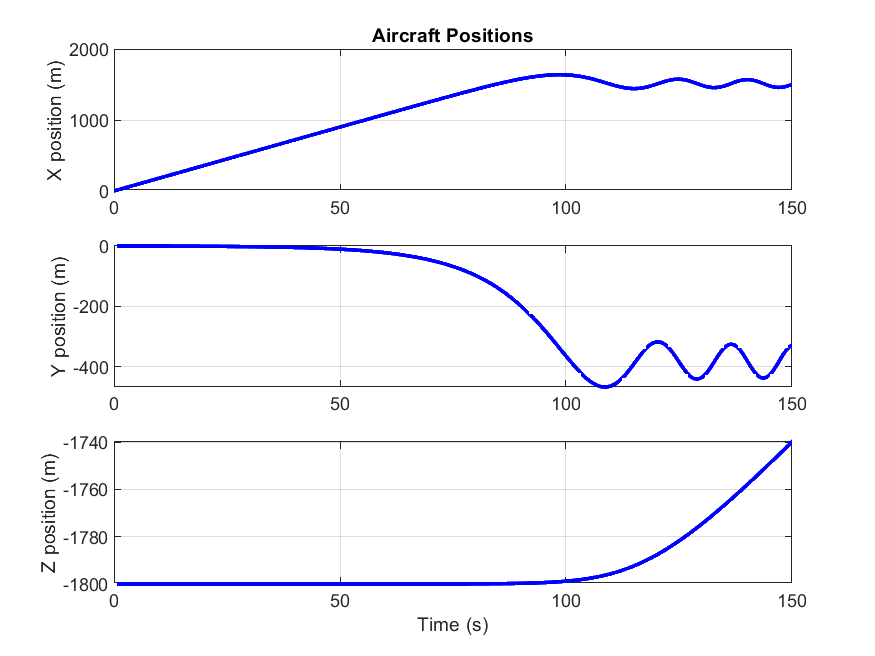 Aircraft Positions
X position (m)
2000
1000
0
0 50 100 150
Y position (m)
0
-200
-400
0 50 100 150
Z position (m)
-1740
-1760
-1780
-1800
0 50 100 150
Time (s)